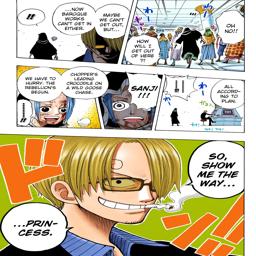 OH
NO!!
HOW
WILL I
GET OUT
OF HERE
MAYBE
WE
CAN'T
GET OUT,
BUT...
...NOW
BAROQUE
WORKS
CAN'T GET
IN
EITHER.
ALL
ACCORD-
ING TO
PLAN.
SANJI
!!!
CHOPPER'S
LEADING
CROCODILE ON
A WILD GOOSE
CHASE.
WE HAVE
TO HURRY.
THE
REBELLION'S
BEGUN.
SO,
SHOW
ME THE
WAY...
...PRIN-
CESS.
ドン!!